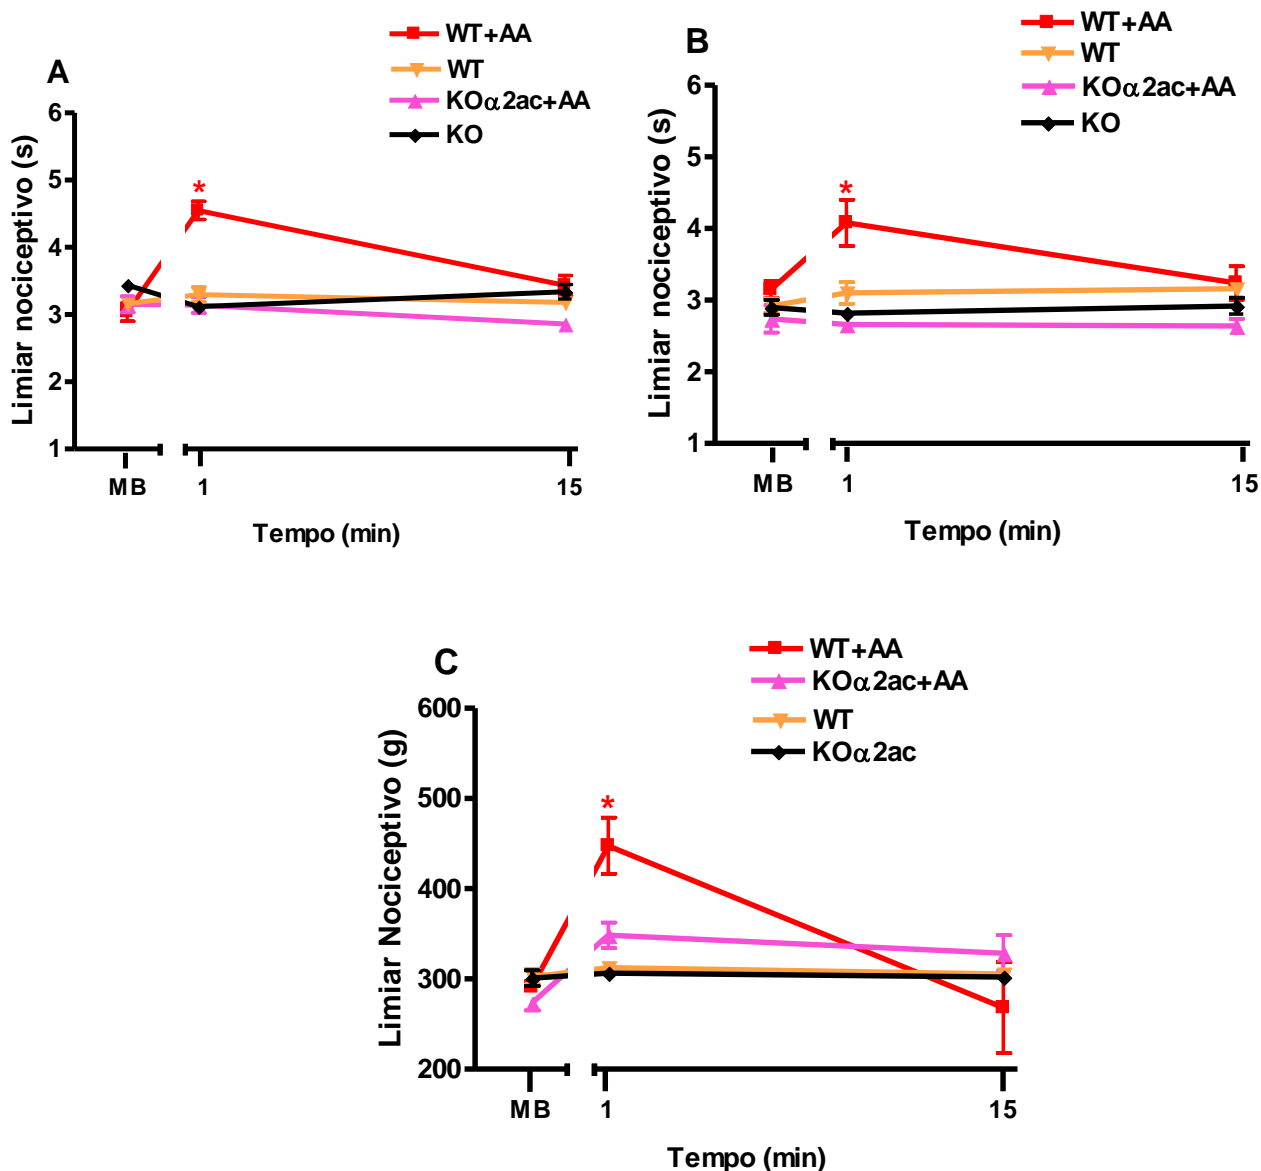 A
WT+AA
WT
KOα2ac+AA
KO
Limiar nociceptivo (s)
6
5
4
3
2
1
*
MB
1
15
Tempo (min)
B
WT+AA
WT
KOα2ac+AA
KO
Limiar nociceptivo (s)
6
5
4
3
2
1
*
MB
1
15
Tempo (min)
C
WT+AA
KOα2ac+AA
WT
KOα2ac
Limiar Nociceptivo (g)
600
500
400
300
200
*
MB
1
15
Tempo (min)